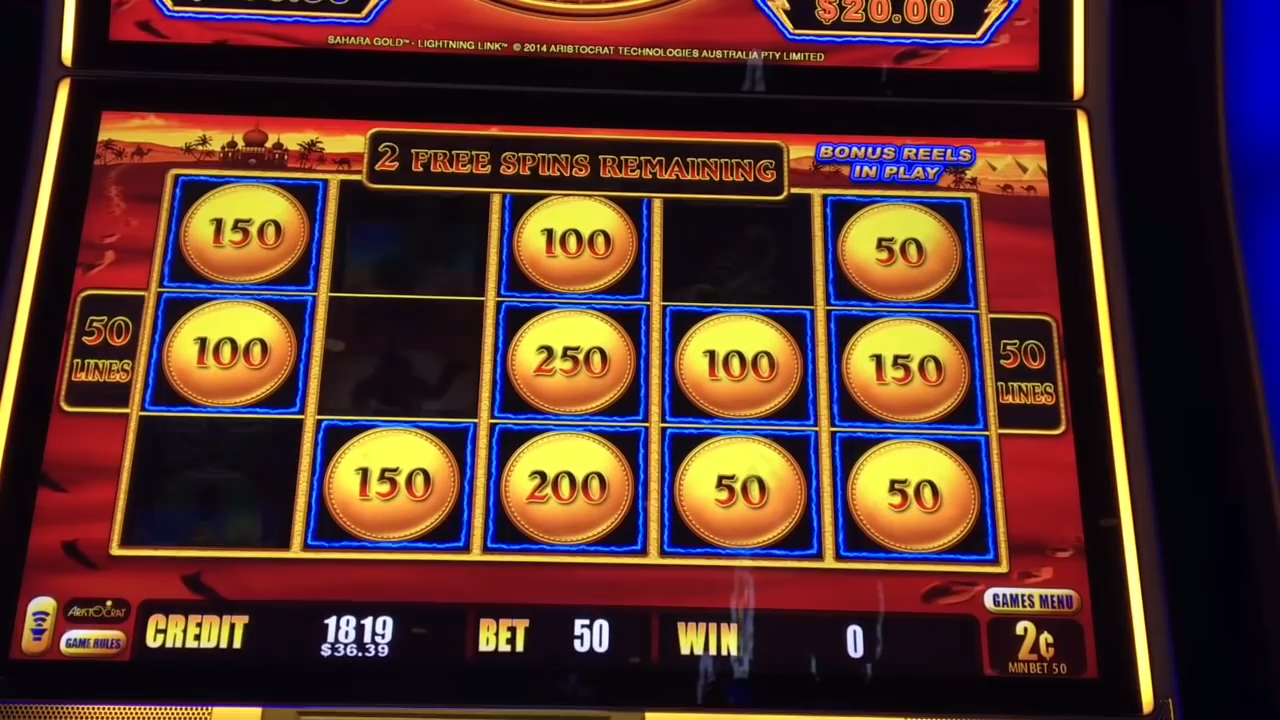 $20.00
SAHARA GOLD™ - LIGHTNING LINK™ © 2014 ARISTOCRAT TECHNOLOGIES AUSTRALIA PTY LIMITED
2 FREE SPINS REMAINING
BONUS REELS
IN PLAY
150 100 50
50
LINES
100 250 100 150
50
LINES
150 200 50 50
GAMES MENU
ARISTOCRAT
GAME RULES
CREDIT 1819
$36.39
BET 50
WIN 0
2¢
MIN BET 50